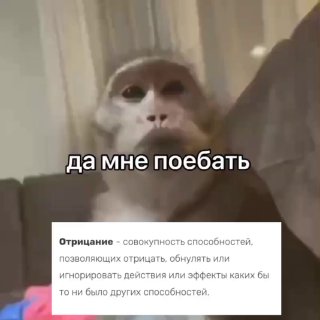 да мне поебать
Отрицание - совокупность способностей,
позволяющих отрицать, обнулять или
игнорировать действия или эффекты каких бы
то ни было других способностей.